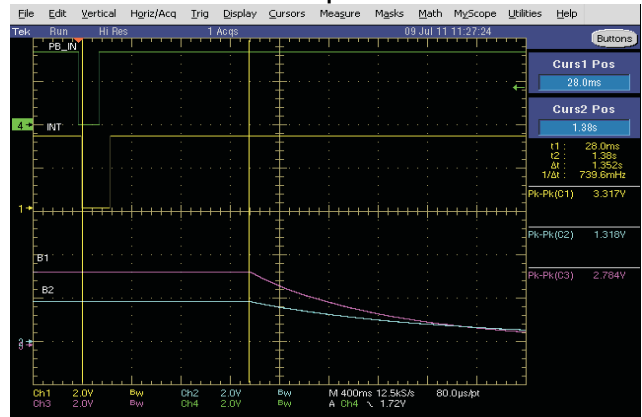 File Edit Vertical Horiz/Acq Trig Display Cursors Measure Masks Math MyScope Utilities Help
Tek Run Hi Res 1 Acqs 09 Jul 11 11:27:24
Buttons
PB_IN
Curs1 Pos
28.0ms
Curs2 Pos
1.38s
4
INT
t1: 28.0ms
t2: 1.38s
Δt: 1.352s
1/Δt: 739.6mHz
Pk-Pk(C1) 3.317V
1
Pk-Pk(C2) 1.318V
B1
Pk-Pk(C3) 2.784V
B2
Ch1 2.0V Bw Ch2 2.0V Bw M 400ms 12.5kS/s 80.0µs/pt
Ch3 2.0V Bw Ch4 2.0V Bw A Ch4 \ 1.72V